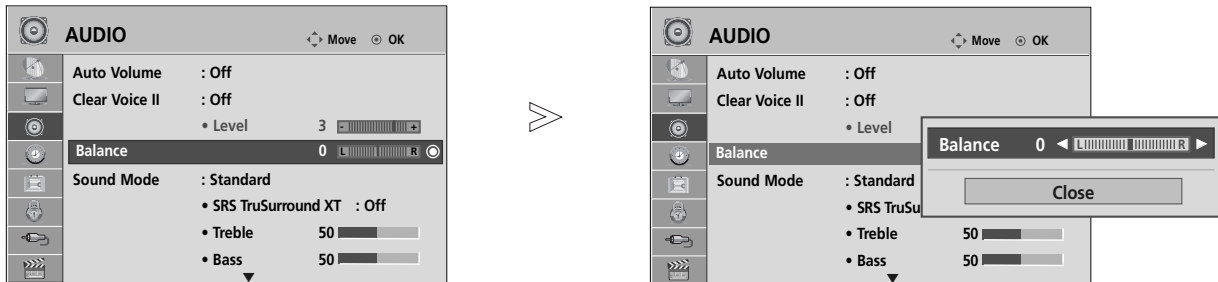 AUDIO
Move OK
Auto Volume : Off
Clear Voice II : Off
• Level 3 - +
Balance 0 L R
Sound Mode : Standard
• SRS TruSurround XT : Off
• Treble 50
• Bass 50
>
AUDIO
Move OK
Auto Volume : Off
Clear Voice II : Off
• Level
Balance
Sound Mode : Standard
• SRS TruSu
• Treble 50
• Bass 50
Balance 0 L R
Close